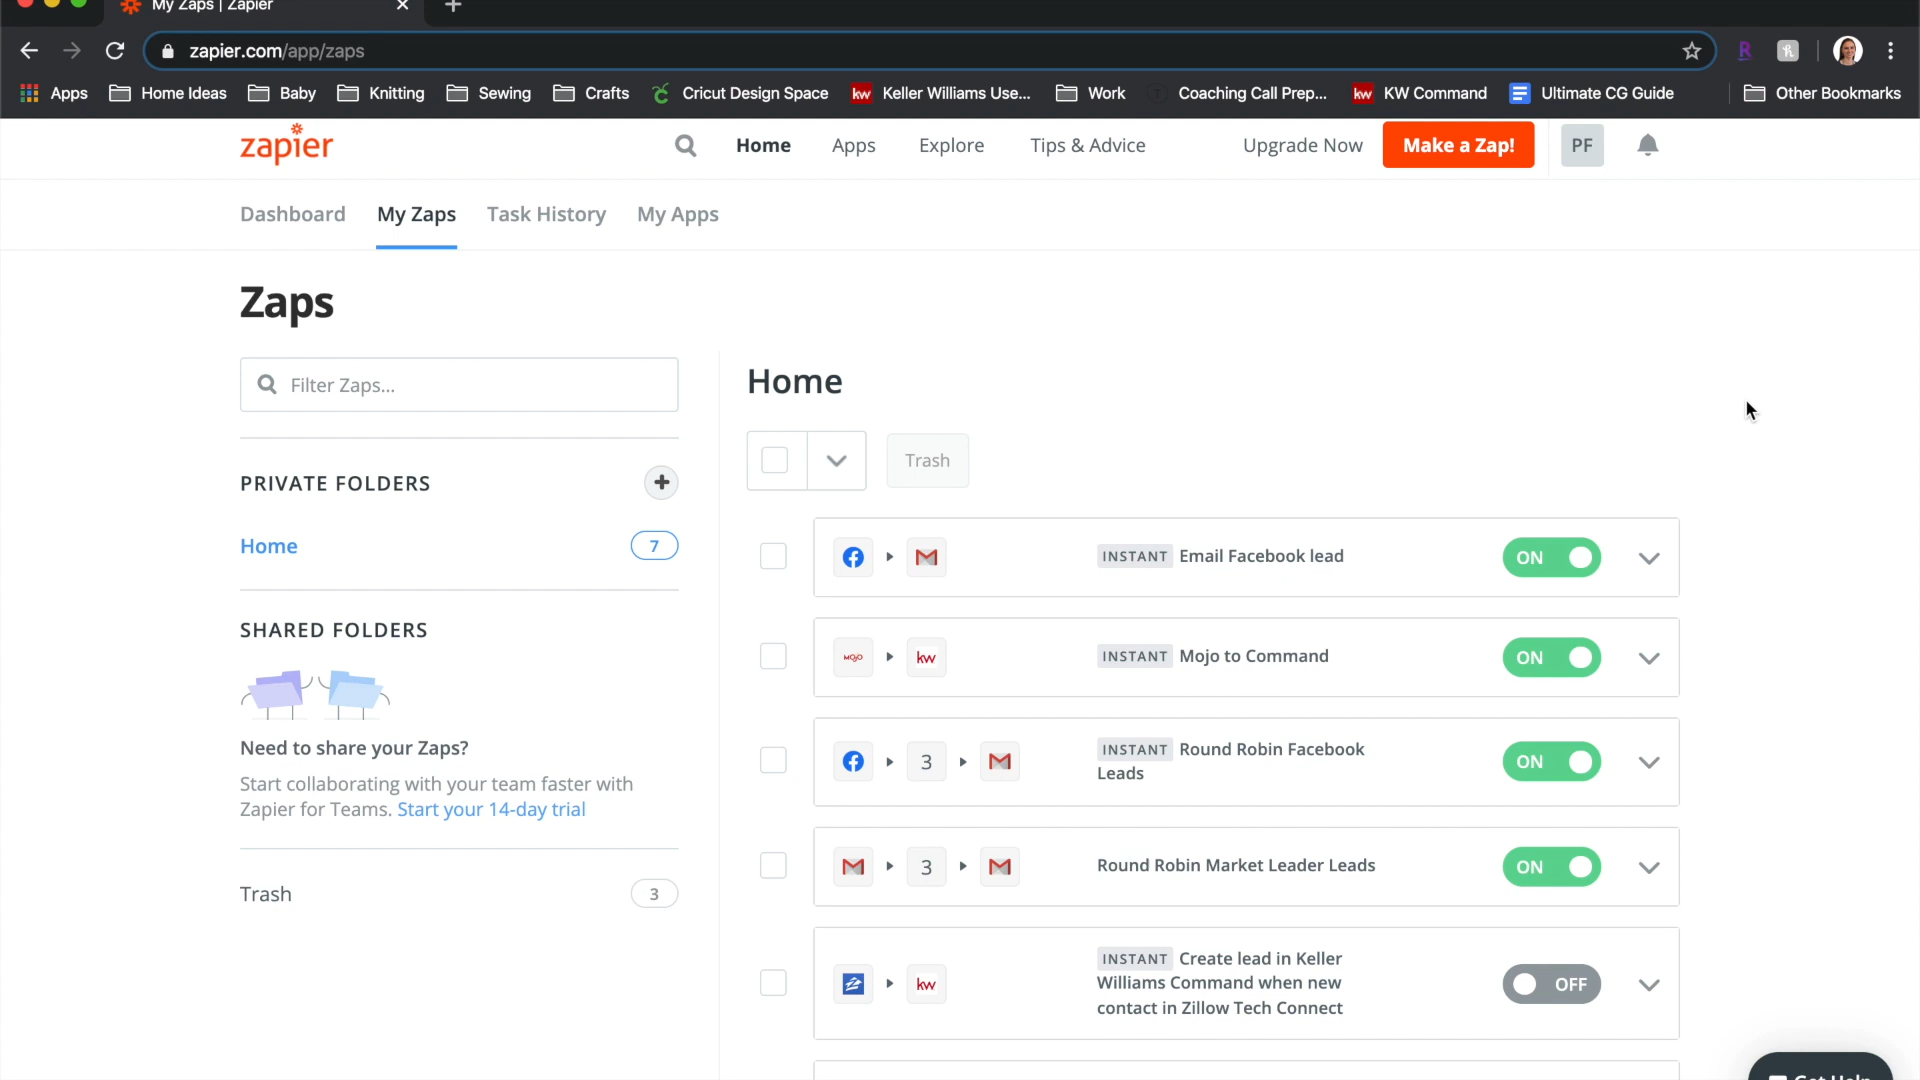 My Zaps | Zapier
zapier.com/app/zaps
Apps Home Ideas Baby Knitting Sewing Crafts Cricut Design Space kw Keller Williams Use... Work Coaching Call Prep... kw KW Command Ultimate CG Guide Other Bookmarks
zapier Home Apps Explore Tips & Advice Upgrade Now Make a Zap! PF
Dashboard My Zaps Task History My Apps
Zaps
Filter Zaps...
PRIVATE FOLDERS
Home 7
SHARED FOLDERS
Need to share your Zaps?
Start collaborating with your team faster with
Zapier for Teams. Start your 14-day trial
Trash 3
Home
Trash
INSTANT Email Facebook lead ON
MOJO kw INSTANT Mojo to Command ON
3 INSTANT Round Robin Facebook
Leads ON
3 Round Robin Market Leader Leads ON
kw INSTANT Create lead in Keller
Williams Command when new
contact in Zillow Tech Connect OFF
Get Help